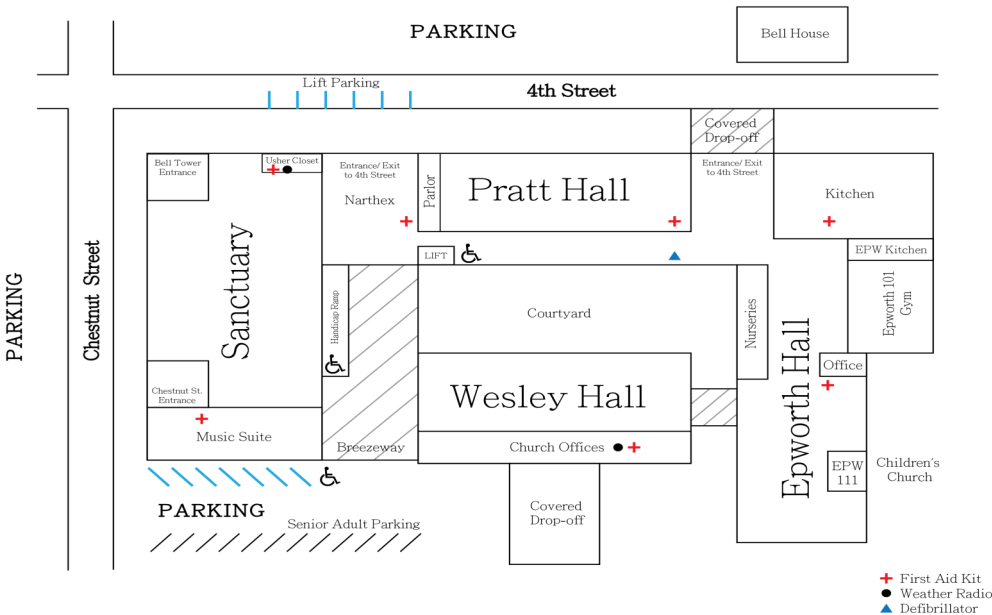 PARKING
Bell House
Lift Parking
4th Street
Covered
Drop-off
Bell Tower
Entrance
Usher Closet
Entrance/ Exit
to 4th Street
Narthex
Parlor
Pratt Hall
Entrance/ Exit
to 4th Street
Kitchen
PARKING
Chestnut Street
Sanctuary
LIFT
EPW Kitchen
Handicap Ramp
Courtyard
Nurseries
Epworth 101
Gym
Epworth Hall
Office
Chestnut St.
Entrance
Wesley Hall
Music Suite
Breezeway
Church Offices
EPW
111
Children's
Church
PARKING
Senior Adult Parking
Covered
Drop-off
First Aid Kit
Weather Radio
Defibrillator